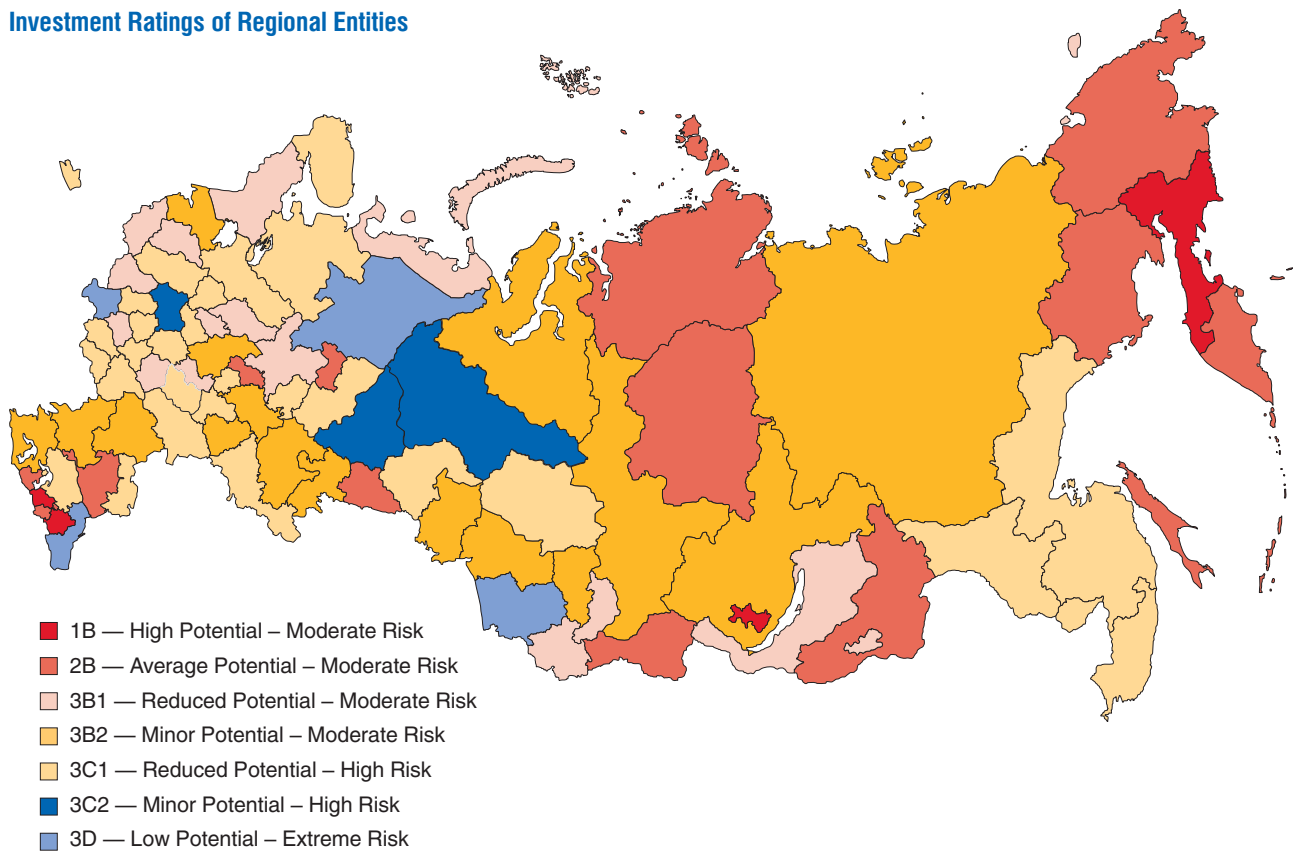 Investment Ratings of Regional Entities
1B — High Potential – Moderate Risk
2B — Average Potential – Moderate Risk
3B1 — Reduced Potential – Moderate Risk
3B2 — Minor Potential – Moderate Risk
3C1 — Reduced Potential – High Risk
3C2 — Minor Potential – High Risk
3D — Low Potential – Extreme Risk